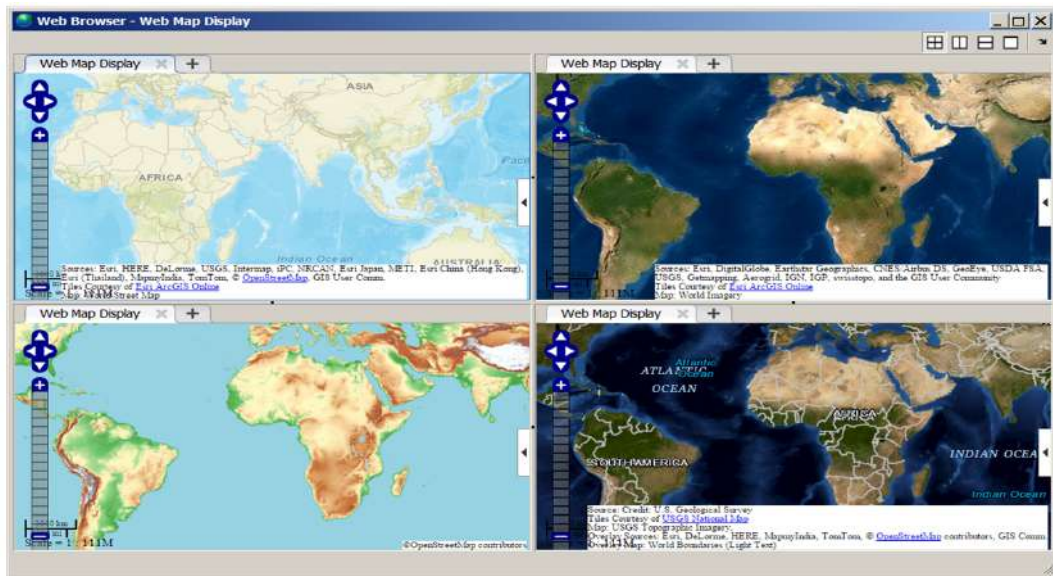 Web Browser - Web Map Display
Web Map Display
ASIA
AFRICA
Indian Ocean
AUSTRALIA
Sources: Esri, HERE, DeLorme, USGS, Intermap, iPC, NRCAN, Esri Japan, METI, Esri China (Hong Kong),
Esri (Thailand), MapmyIndia, TomTom, © OpenStreetMap, GIS User Comm.
Tiles Courtesy of Esri ArcGIS Online
Map: World Street Map
Web Map Display
Sources: Esri, DigitalGlobe, Earthstar Geographics, CNES/Airbus DS, GeoEye, USDA FSA,
USGS, Getmapping, Aerogrid, IGN, IGP, swisstopo, and the GIS User Community
Tiles Courtesy of Esri ArcGIS Online
Map: World Imagery
Web Map Display
Scale = 1 : 111M
©OpenStreetMap contributors
Web Map Display
Atlantic
Ocean
ATLANTIC
OCEAN
AFRICA
SOUTH AMERICA
INDIAN OCEA
Indian Ocean
Source: Credit: U.S. Geological Survey
Tiles Courtesy of USGS National Map
Map: USGS Topographic Imagery,
Overlay Sources: Esri, DeLorme, HERE, MapmyIndia, TomTom, © OpenStreetMap contributors, GIS Comm.
Overlay Map: World Boundaries (Light Text)